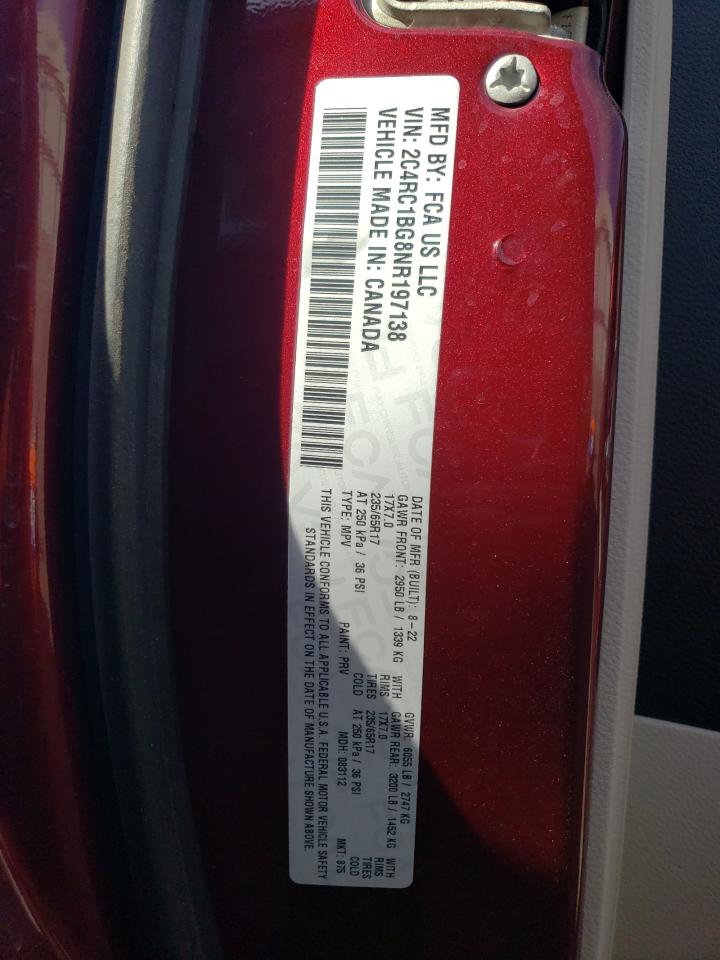 MFD BY: FCA US LLC
VIN: 2C4RC1BG8NR197138
VEHICLE MADE IN: CANADA
DATE OF MFR (BUILT): 8-22 GVWR: 6055 LB / 2747 KG
GAWR FRONT: 2950 LB / 1339 KG WITH GAWR REAR: 3200 LB / 1452 KG WITH
17X7.0 RIMS 17X7.0 RIMS
235/65R17 TIRES 235/65R17 TIRES
AT 250 kPa / 36 PSI COLD AT 250 kPa / 36 PSI COLD
TYPE: MPV PAINT: PRV MDH: 083112 MKT: 875
THIS VEHICLE CONFORMS TO ALL APPLICABLE U.S.A. FEDERAL MOTOR VEHICLE SAFETY
STANDARDS IN EFFECT ON THE DATE OF MANUFACTURE SHOWN ABOVE.